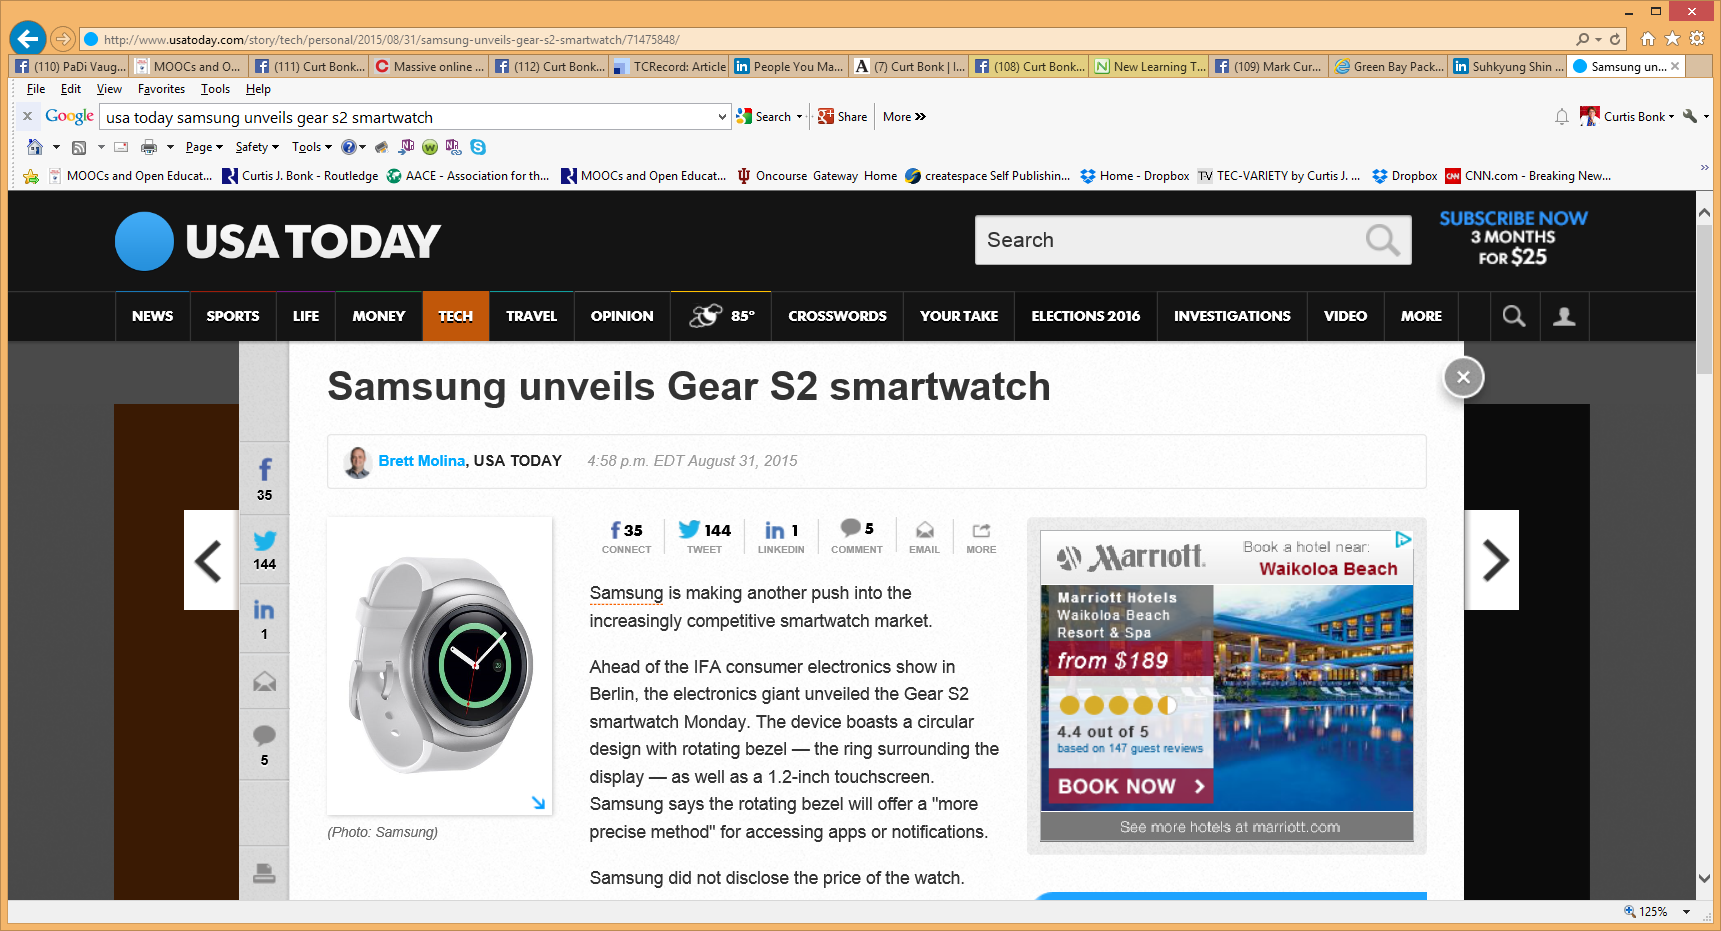 http://www.usatoday.com/story/tech/personal/2015/08/31/samsung-unveils-gear-s2-smartwatch/71475848/
(110) PaDi Vaug... MOOCs and O... (111) Curt Bonk... Massive online ... (112) Curt Bonk... TCRecord: Article People You Ma... (7) Curt Bonk | I... (108) Curt Bonk... New Learning T... (109) Mark Cur... Green Bay Pack... Suhkyung Shin ... Samsung un...
File Edit View Favorites Tools Help
x Google usa today samsung unveils gear s2 smartwatch Search Share More » Curtis Bonk
Page Safety Tools
MOOCs and Open Educat... Curtis J. Bonk - Routledge AACE - Association for th... MOOCs and Open Educat... Oncourse Gateway Home createspace Self Publishin... Home - Dropbox TEC-VARIETY by Curtis J. ... Dropbox CNN.com - Breaking New...
USA TODAY
Search
SUBSCRIBE NOW
3 MONTHS
FOR $25
NEWS SPORTS LIFE MONEY TECH TRAVEL OPINION 85° CROSSWORDS YOUR TAKE ELECTIONS 2016 INVESTIGATIONS VIDEO MORE
Samsung unveils Gear S2 smartwatch
Brett Molina, USA TODAY 4:58 p.m. EDT August 31, 2015
35
144
1
5
(Photo: Samsung)
35 144 1 5
CONNECT TWEET LINKEDIN COMMENT EMAIL MORE
Samsung is making another push into the
increasingly competitive smartwatch market.
Ahead of the IFA consumer electronics show in
Berlin, the electronics giant unveiled the Gear S2
smartwatch Monday. The device boasts a circular
design with rotating bezel — the ring surrounding the
display — as well as a 1.2-inch touchscreen.
Samsung says the rotating bezel will offer a "more
precise method" for accessing apps or notifications.
Samsung did not disclose the price of the watch.
Marriott.
Book a hotel near:
Waikoloa Beach
Marriott Hotels
Waikoloa Beach
Resort & Spa
from $189
4.4 out of 5
based on 147 guest reviews
BOOK NOW
See more hotels at marriott.com
125%